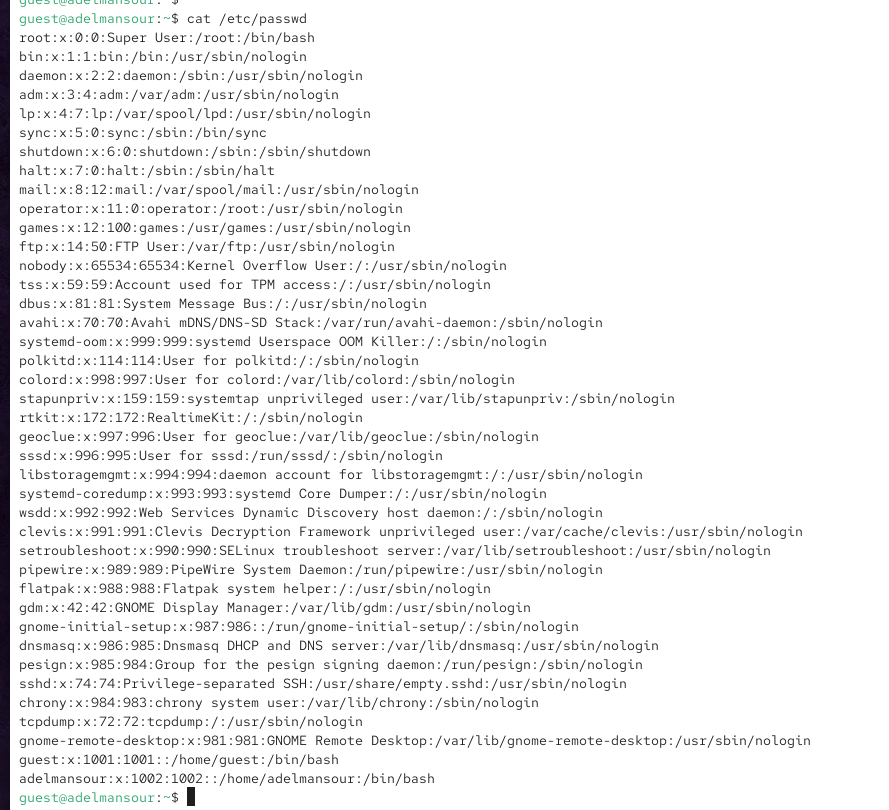 guest@adelmansour:~$
guest@adelmansour:~$ cat /etc/passwd
root:x:0:0:Super User:/root:/bin/bash
bin:x:1:1:bin:/bin:/usr/sbin/nologin
daemon:x:2:2:daemon:/sbin:/usr/sbin/nologin
adm:x:3:4:adm:/var/adm:/usr/sbin/nologin
lp:x:4:7:lp:/var/spool/lpd:/usr/sbin/nologin
sync:x:5:0:sync:/sbin:/bin/sync
shutdown:x:6:0:shutdown:/sbin:/sbin/shutdown
halt:x:7:0:halt:/sbin:/sbin/halt
mail:x:8:12:mail:/var/spool/mail:/usr/sbin/nologin
operator:x:11:0:operator:/root:/usr/sbin/nologin
games:x:12:100:games:/usr/games:/usr/sbin/nologin
ftp:x:14:50:FTP User:/var/ftp:/usr/sbin/nologin
nobody:x:65534:65534:Kernel Overflow User:/:/usr/sbin/nologin
tss:x:59:59:Account used for TPM access:/:/usr/sbin/nologin
dbus:x:81:81:System Message Bus:/:/usr/sbin/nologin
avahi:x:70:70:Avahi mDNS/DNS-SD Stack:/var/run/avahi-daemon:/sbin/nologin
systemd-oom:x:999:999:systemd Userspace OOM Killer:/:/usr/sbin/nologin
polkitd:x:114:114:User for polkitd:/:/sbin/nologin
colord:x:998:997:User for colord:/var/lib/colord:/sbin/nologin
stapunpriv:x:159:159:systemtap unprivileged user:/var/lib/stapunpriv:/sbin/nologin
rtkit:x:172:172:RealtimeKit:/:/sbin/nologin
geoclue:x:997:996:User for geoclue:/var/lib/geoclue:/sbin/nologin
sssd:x:996:995:User for sssd:/run/sssd/:/sbin/nologin
libstoragemgmt:x:994:994:daemon account for libstoragemgmt:/:/usr/sbin/nologin
systemd-coredump:x:993:993:systemd Core Dumper:/:/usr/sbin/nologin
wsdd:x:992:992:Web Services Dynamic Discovery host daemon:/:/sbin/nologin
clevis:x:991:991:Clevis Decryption Framework unprivileged user:/var/cache/clevis:/usr/sbin/nologin
setroubleshoot:x:990:990:SELinux troubleshoot server:/var/lib/setroubleshoot:/usr/sbin/nologin
pipewire:x:989:989:PipeWire System Daemon:/run/pipewire:/usr/sbin/nologin
flatpak:x:988:988:Flatpak system helper:/:/usr/sbin/nologin
gdm:x:42:42:GNOME Display Manager:/var/lib/gdm:/usr/sbin/nologin
gnome-initial-setup:x:987:986::/run/gnome-initial-setup/:/sbin/nologin
dnsmasq:x:986:985:Dnsmasq DHCP and DNS server:/var/lib/dnsmasq:/usr/sbin/nologin
pesign:x:985:984:Group for the pesign signing daemon:/run/pesign:/sbin/nologin
sshd:x:74:74:Privilege-separated SSH:/usr/share/empty.sshd:/usr/sbin/nologin
chrony:x:984:983:chrony system user:/var/lib/chrony:/sbin/nologin
tcpdump:x:72:72:tcpdump:/:/usr/sbin/nologin
gnome-remote-desktop:x:981:981:GNOME Remote Desktop:/var/lib/gnome-remote-desktop:/usr/sbin/nologin
guest:x:1001:1001::/home/guest:/bin/bash
adelmansour:x:1002:1002::/home/adelmansour:/bin/bash
guest@adelmansour:~$